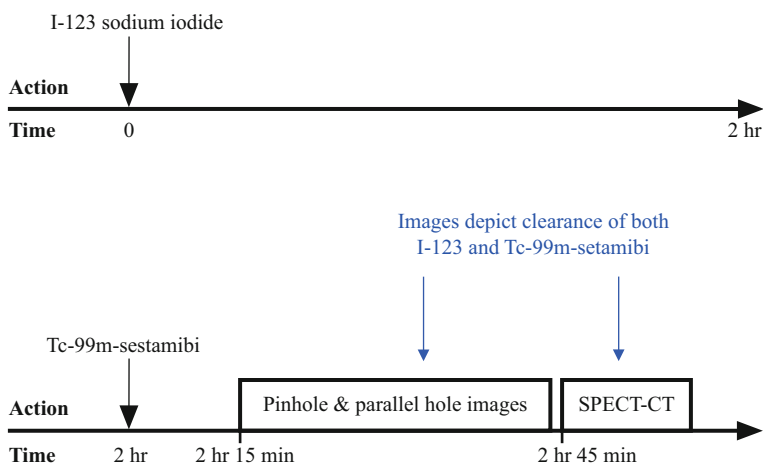 I-123 sodium iodide
Action
Time 0 2 hr
Images depict clearance of both
I-123 and Tc-99m-setamibi
Tc-99m-sestamibi
Pinhole & parallel hole images SPECT-CT
Action
Time 2 hr 2 hr 15 min 2 hr 45 min